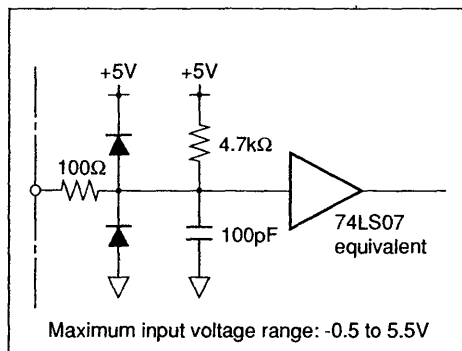 +5V +5V
4.7kΩ
100Ω
100pF
74LS07
equivalent
Maximum input voltage range: -0.5 to 5.5V